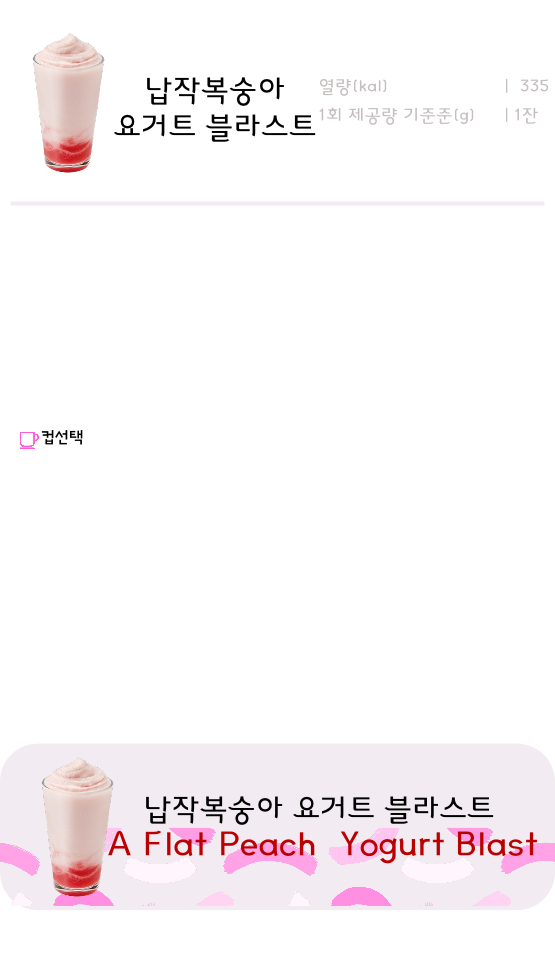 납작복숭아
요거트 블라스트
열량(kal) | 335
1회 제공량 기준준(g) | 1잔
컵선택
납작복숭아 요거트 블라스트
A Flat Peach Yogurt Blast